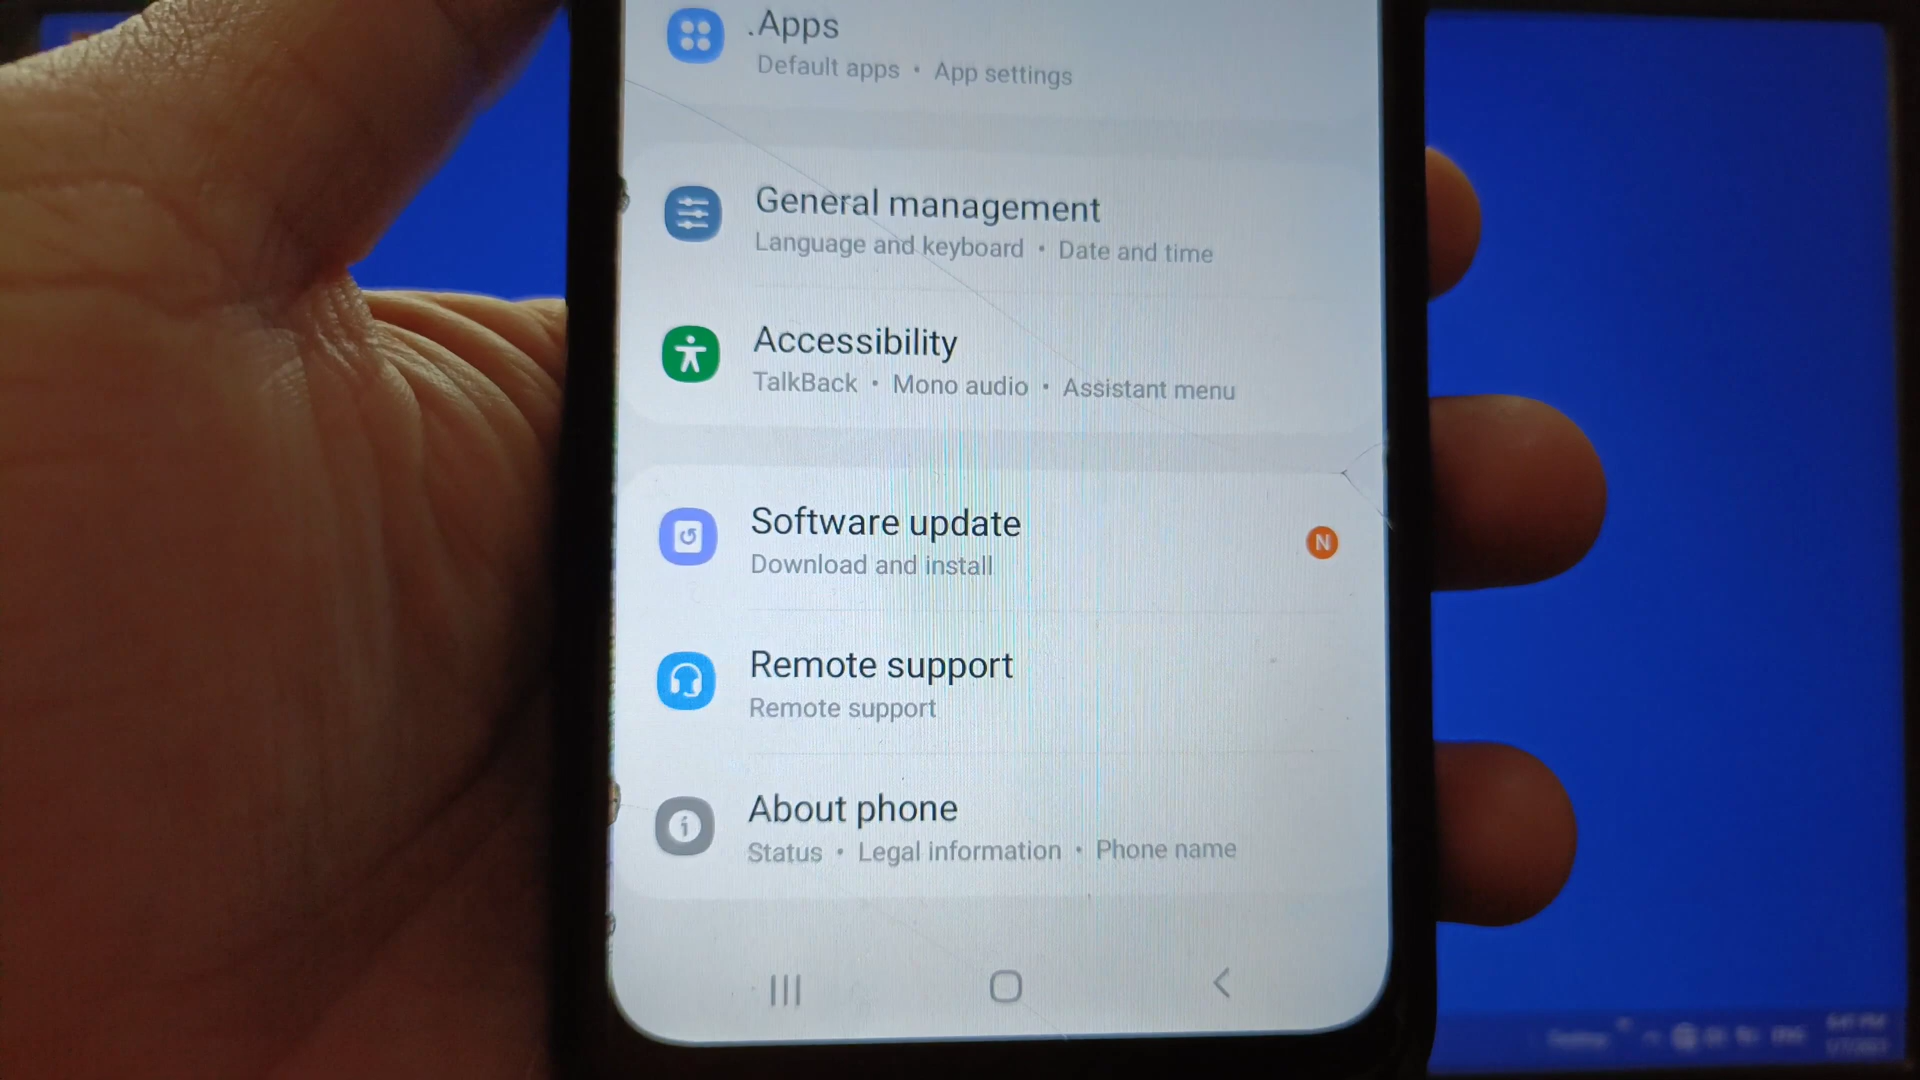 .Apps
Default apps • App settings
General management
Language and keyboard • Date and time
Accessibility
TalkBack • Mono audio • Assistant menu
Software update
N
Download and install
Remote support
Remote support
About phone
Status • Legal information • Phone name